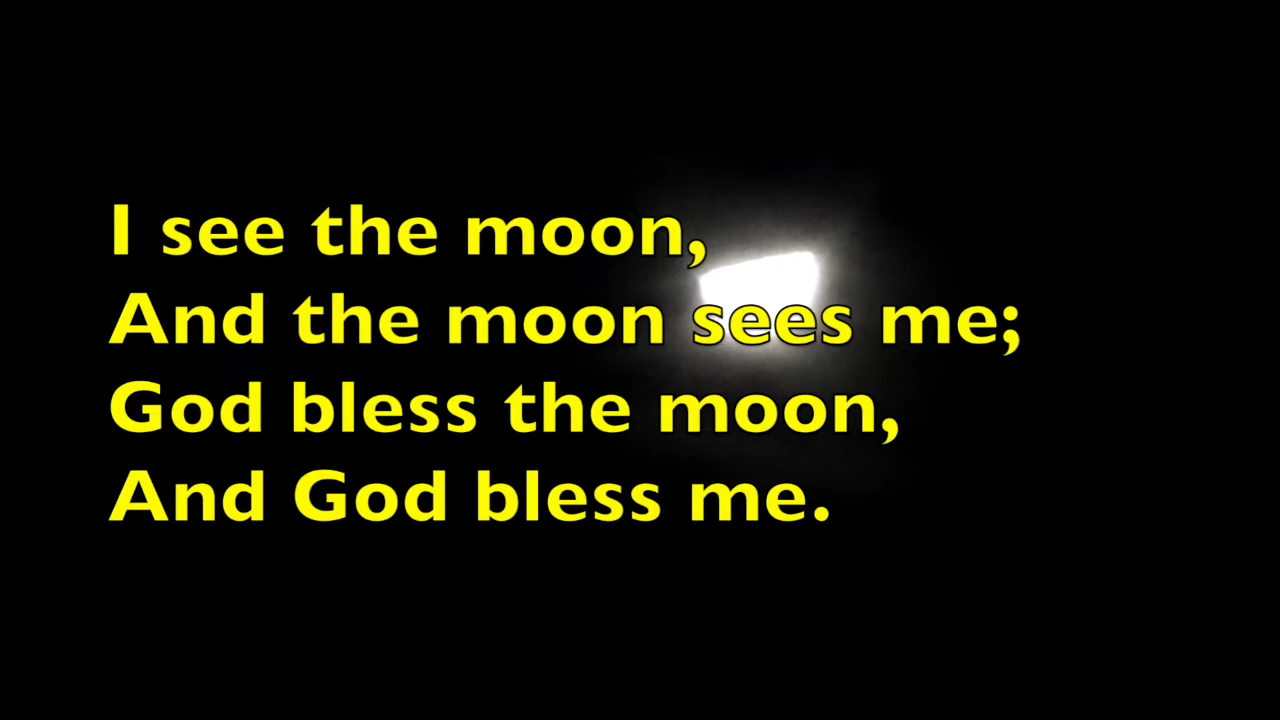 I see the moon,
And the moon sees me;
God bless the moon,
And God bless me.